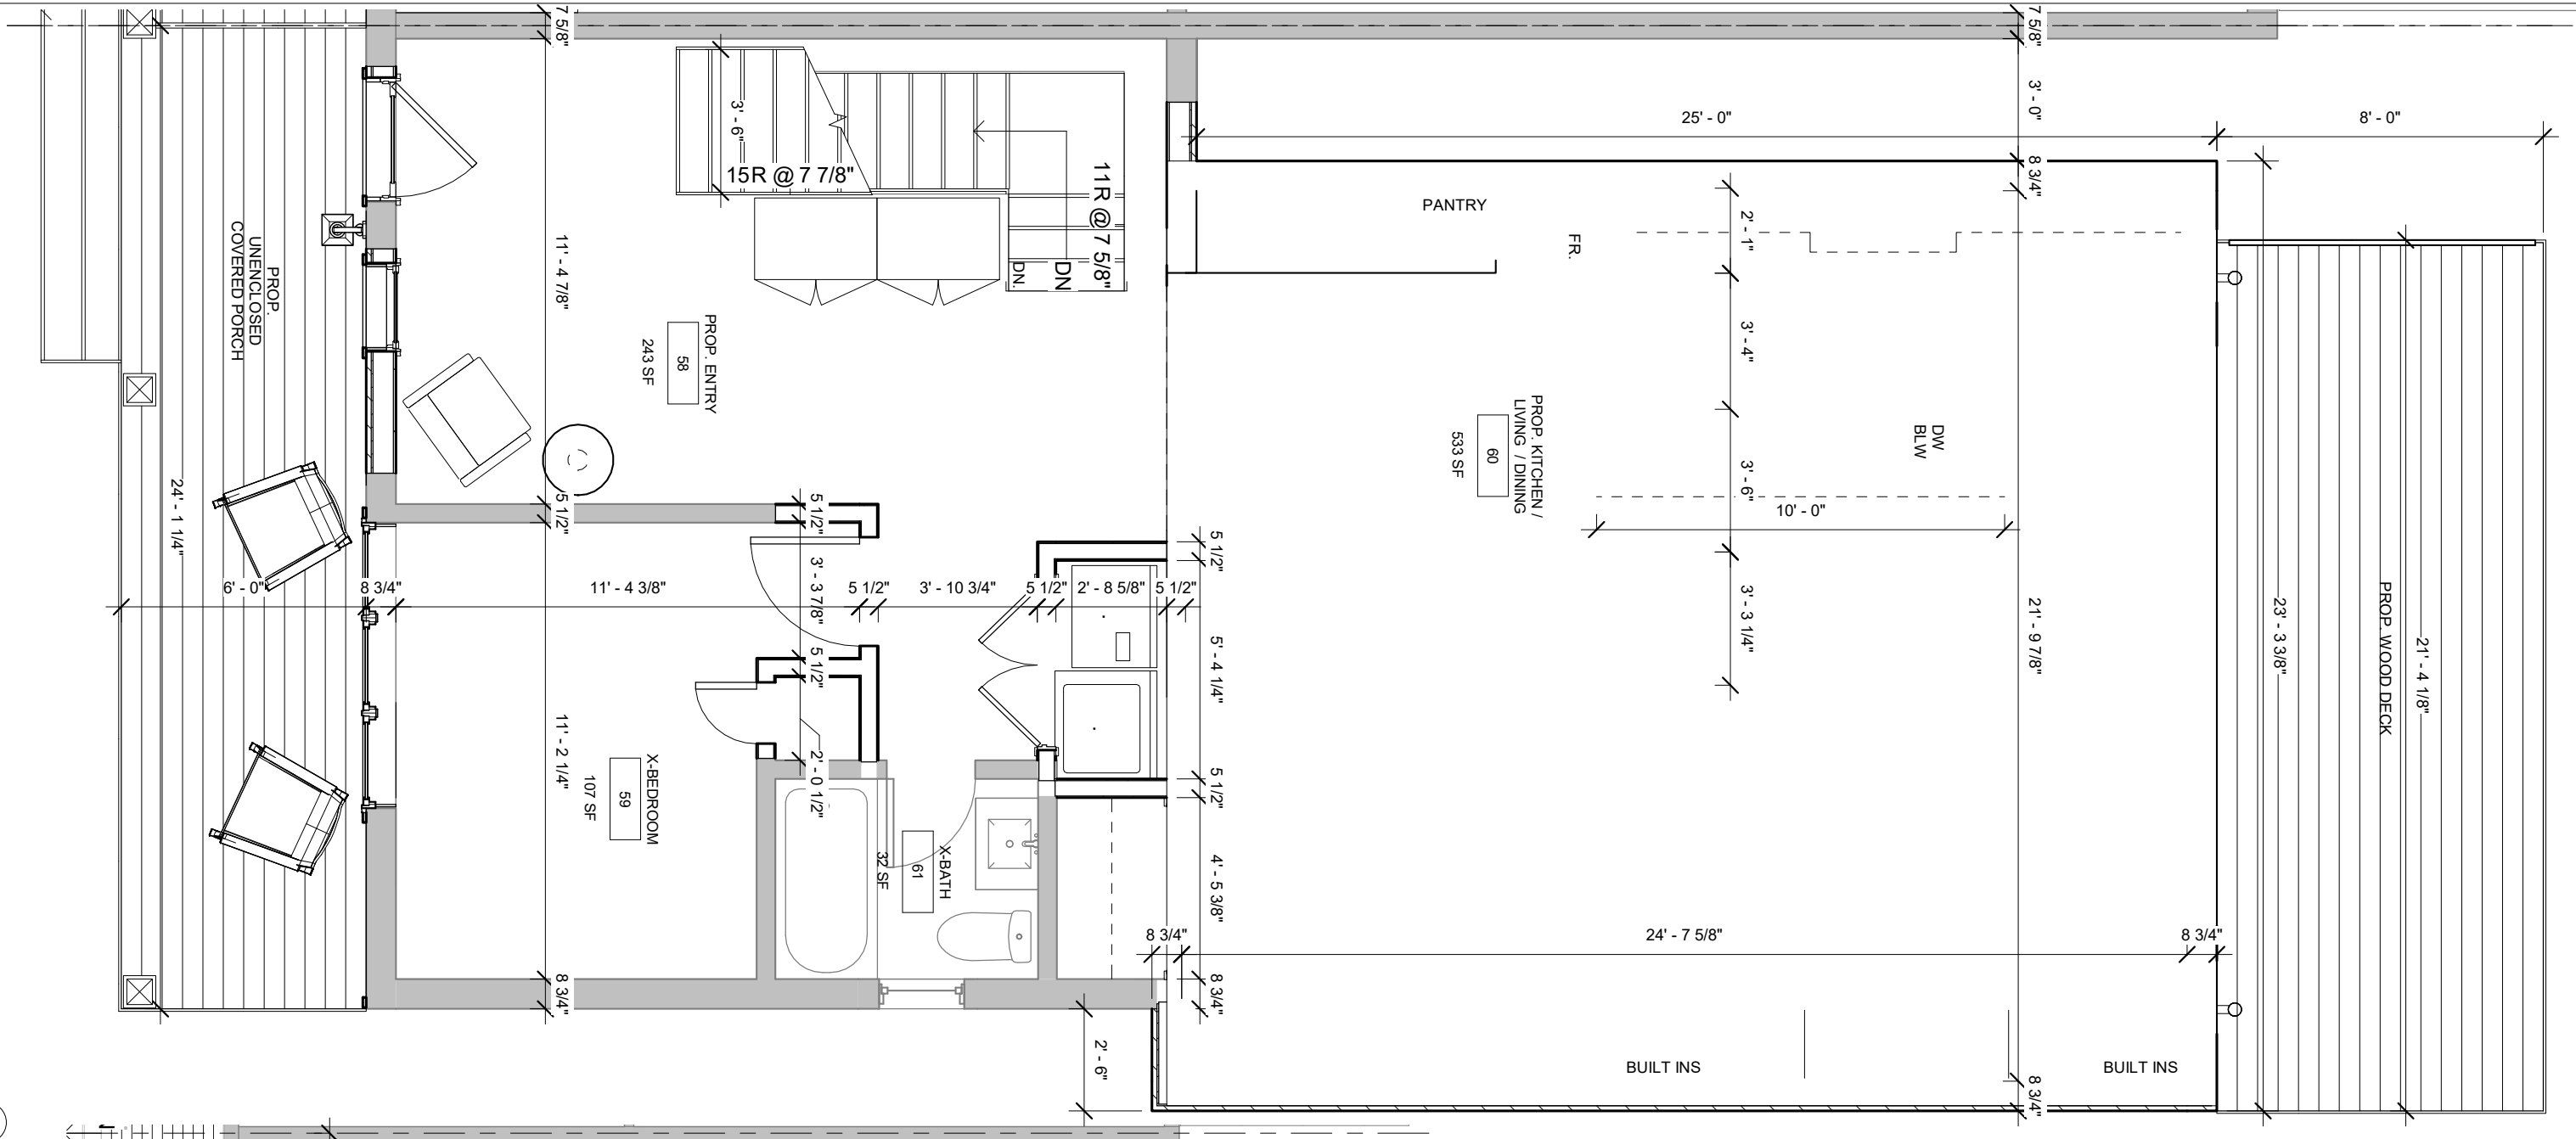 7 5/8"
7 5/8"
3' - 0"
25' - 0"
8' - 0"
3' - 6"
15R @ 7 7/8"
11R @ 7 5/8"
DN
DN.
8 3/4"
PANTRY
FR.
2' - 1"
PROP.
UNENCLOSED
COVERED PORCH
11' - 4 7/8"
PROP. ENTRY
58
243 SF
3' - 4"
PROP. KITCHEN /
LIVING / DINING
60
533 SF
DW
BLW
3' - 6"
10' - 0"
24' - 1 1/4"
5 1/2"
5 1/2"
5 1/2"
6' - 0"
8 3/4"
11' - 4 3/8"
3' - 3 7/8"
5 1/2"
3' - 10 3/4"
5 1/2"
2' - 8 5/8"
5 1/2"
3' - 3 1/4"
21' - 9 7/8"
23' - 3 3/8"
PROP. WOOD DECK
21' - 4 1/8"
5 1/2"
5' - 4 1/4"
11' - 2 1/4"
X-BEDROOM
59
107 SF
2' - 0 1/2"
5 1/2"
X-BATH
61
32 SF
4' - 5 3/8"
8 3/4"
24' - 7 5/8"
8 3/4"
8 3/4"
8 3/4"
2' - 6"
BUILT INS
BUILT INS
8 3/4"